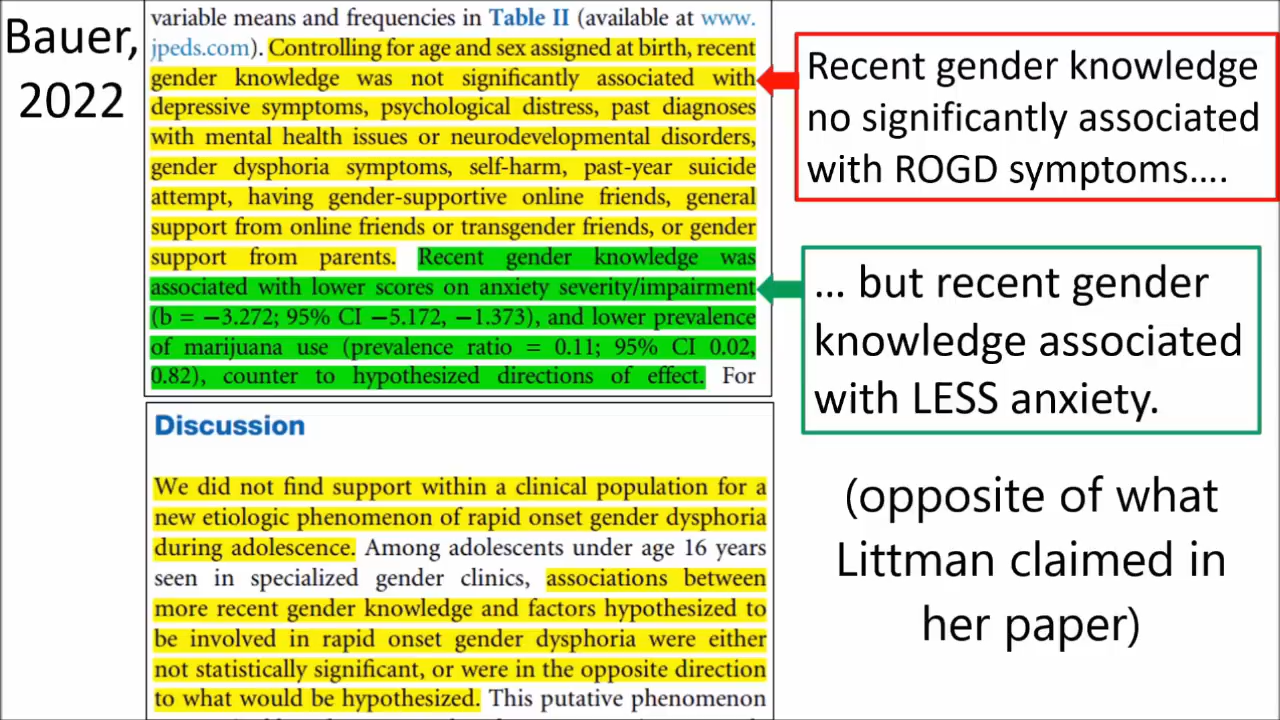 Bauer,
2022
variable means and frequencies in Table II (available at www.
jpeds.com). Controlling for age and sex assigned at birth, recent
gender knowledge was not significantly associated with
depressive symptoms, psychological distress, past diagnoses
with mental health issues or neurodevelopmental disorders,
gender dysphoria symptoms, self-harm, past-year suicide
attempt, having gender-supportive online friends, general
support from online friends or transgender friends, or gender
support from parents. Recent gender knowledge was
associated with lower scores on anxiety severity/impairment
(b = −3.272; 95% CI −5.172, −1.373), and lower prevalence
of marijuana use (prevalence ratio = 0.11; 95% CI 0.02,
0.82), counter to hypothesized directions of effect. For
Discussion
We did not find support within a clinical population for a
new etiologic phenomenon of rapid onset gender dysphoria
during adolescence. Among adolescents under age 16 years
seen in specialized gender clinics, associations between
more recent gender knowledge and factors hypothesized to
be involved in rapid onset gender dysphoria were either
not statistically significant, or were in the opposite direction
to what would be hypothesized. This putative phenomenon
Recent gender knowledge
no significantly associated
with ROGD symptoms....
... but recent gender
knowledge associated
with LESS anxiety.
(opposite of what
Littman claimed in
her paper)